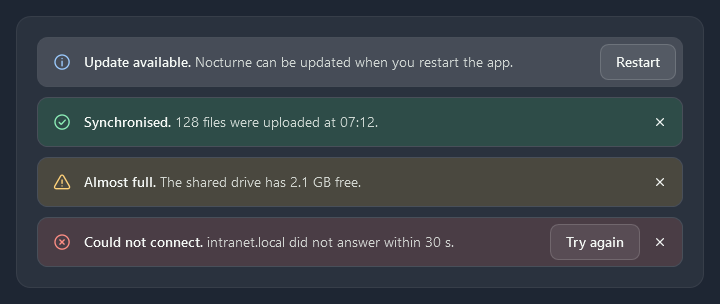 Update available. Nocturne can be updated when you restart the app. Restart
Synchronised. 128 files were uploaded at 07:12.
Almost full. The shared drive has 2.1 GB free.
Could not connect. intranet.local did not answer within 30 s. Try again